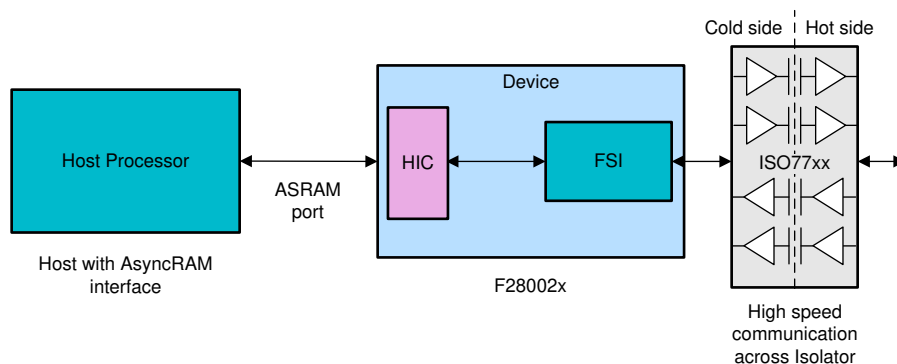 Cold side
Hot side
Device
Host Processor
HIC
FSI
ISO77xx
ASRAM
port
Host with AsyncRAM
interface
F28002x
High speed
communication
across Isolator